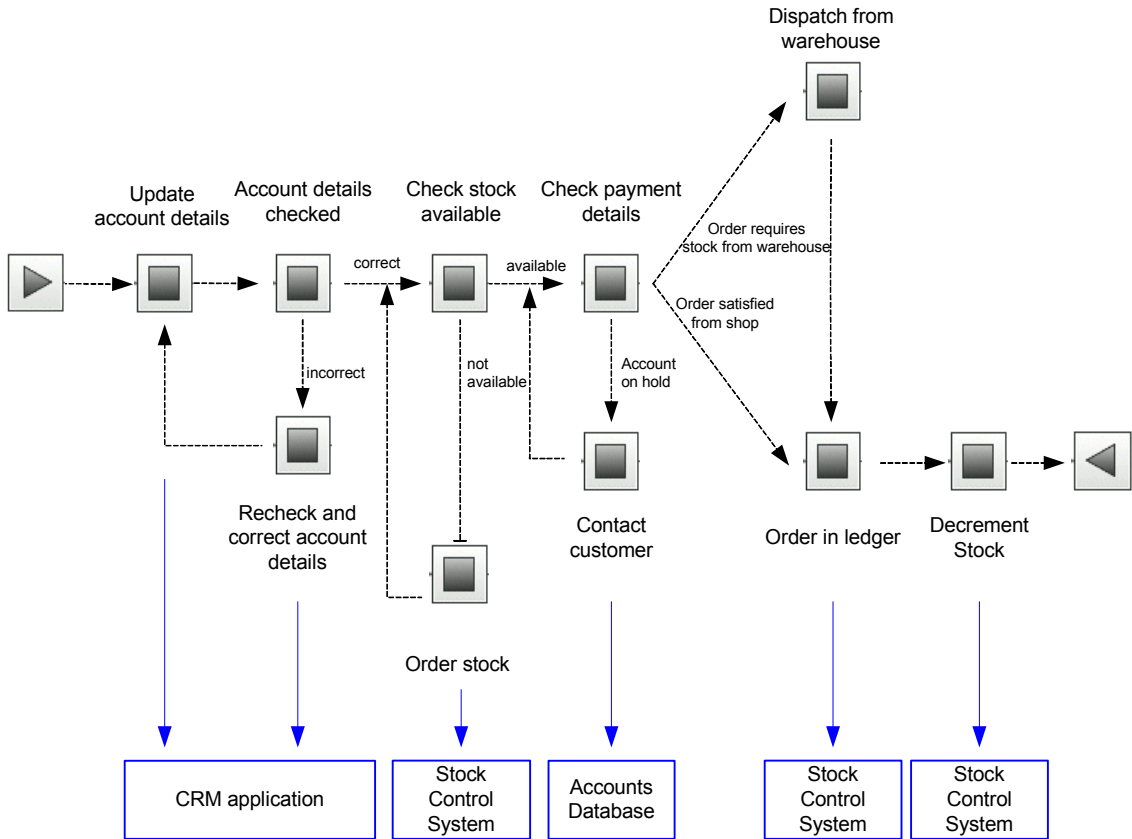 Dispatch from
warehouse
Update
account details
Account details
checked
Check stock
available
Check payment
details
Order requires
stock from warehouse
correct
available
Order satisfied
from shop
incorrect
not
available
Account
on hold
Recheck and
correct account
details
Contact
customer
Order in ledger
Decrement
Stock
Order stock
CRM application
Stock
Control
System
Accounts
Database
Stock
Control
System
Stock
Control
System